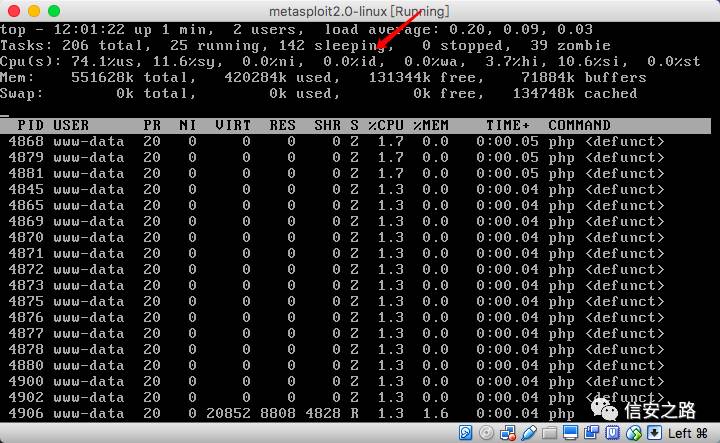 metasploit2.0-linux [Running]
top - 12:01:22 up 1 min, 2 users, load average: 0.20, 0.09, 0.03
Tasks: 206 total, 25 running, 142 sleeping, 0 stopped, 39 zombie
Cpu(s): 74.1%us, 11.6%sy, 0.0%ni, 0.0%id, 0.0%wa, 3.7%hi, 10.6%si, 0.0%st
Mem: 551628k total, 420284k used, 131344k free, 71884k buffers
Swap: 0k total, 0k used, 0k free, 134748k cached
PID USER PR NI VIRT RES SHR S %CPU %MEM TIME+ COMMAND
4868 www-data 20 0 0 0 0 Z 1.7 0.0 0:00.05 php <defunct>
4879 www-data 20 0 0 0 0 Z 1.7 0.0 0:00.05 php <defunct>
4881 www-data 20 0 0 0 0 Z 1.7 0.0 0:00.05 php <defunct>
4845 www-data 20 0 0 0 0 Z 1.3 0.0 0:00.04 php <defunct>
4865 www-data 20 0 0 0 0 Z 1.3 0.0 0:00.04 php <defunct>
4869 www-data 20 0 0 0 0 Z 1.3 0.0 0:00.04 php <defunct>
4870 www-data 20 0 0 0 0 Z 1.3 0.0 0:00.04 php <defunct>
4871 www-data 20 0 0 0 0 Z 1.3 0.0 0:00.04 php <defunct>
4872 www-data 20 0 0 0 0 Z 1.3 0.0 0:00.04 php <defunct>
4873 www-data 20 0 0 0 0 Z 1.3 0.0 0:00.04 php <defunct>
4875 www-data 20 0 0 0 0 Z 1.3 0.0 0:00.04 php <defunct>
4876 www-data 20 0 0 0 0 Z 1.3 0.0 0:00.04 php <defunct>
4877 www-data 20 0 0 0 0 Z 1.3 0.0 0:00.04 php <defunct>
4878 www-data 20 0 0 0 0 Z 1.3 0.0 0:00.04 php <defunct>
4880 www-data 20 0 0 0 0 Z 1.3 0.0 0:00.04 php <defunct>
4900 www-data 20 0 0 0 0 Z 1.3 0.0 0:00.04 php <defunct>
4902 www-data 20 0 0 0 0 Z 1.3 0.0 0:00.04 php <defunct>
4906 www-data 20 0 20852 8808 4828 R 1.3 1.6 0:00.04 php
信安之路
Left ⌘